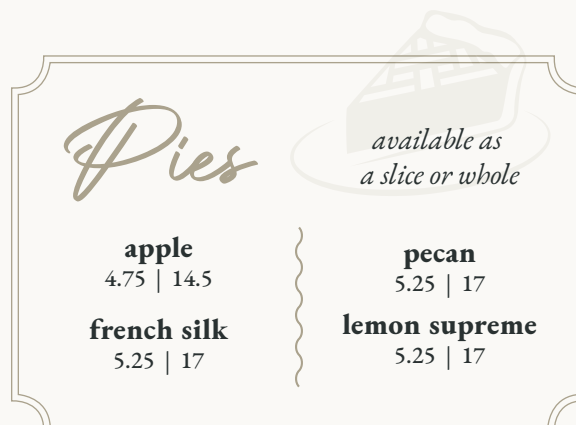 Pies
available as
a slice or whole
apple
4.75 | 14.5
french silk
5.25 | 17
pecan
5.25 | 17
lemon supreme
5.25 | 17